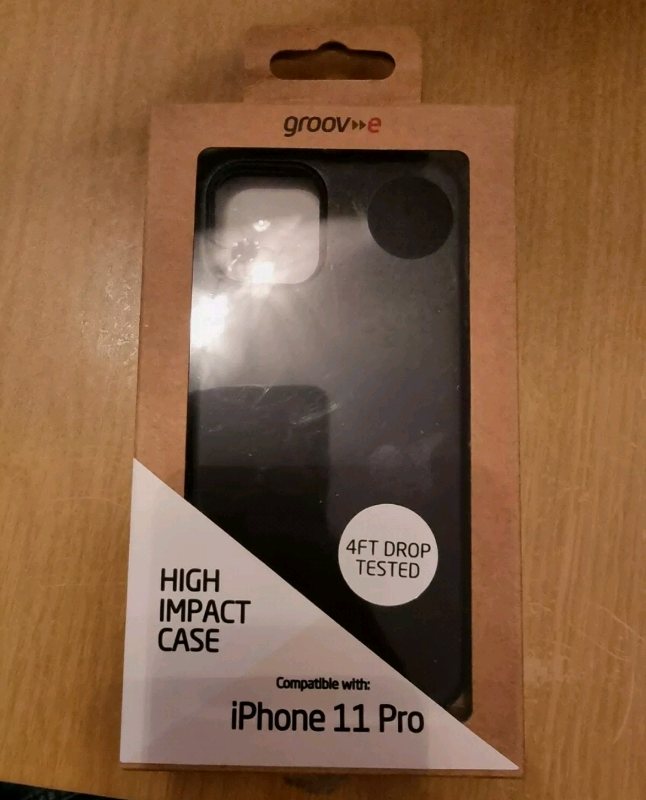 groov▸▸e
4FT DROP
TESTED
HIGH
IMPACT
CASE
Compatible with:
iPhone 11 Pro